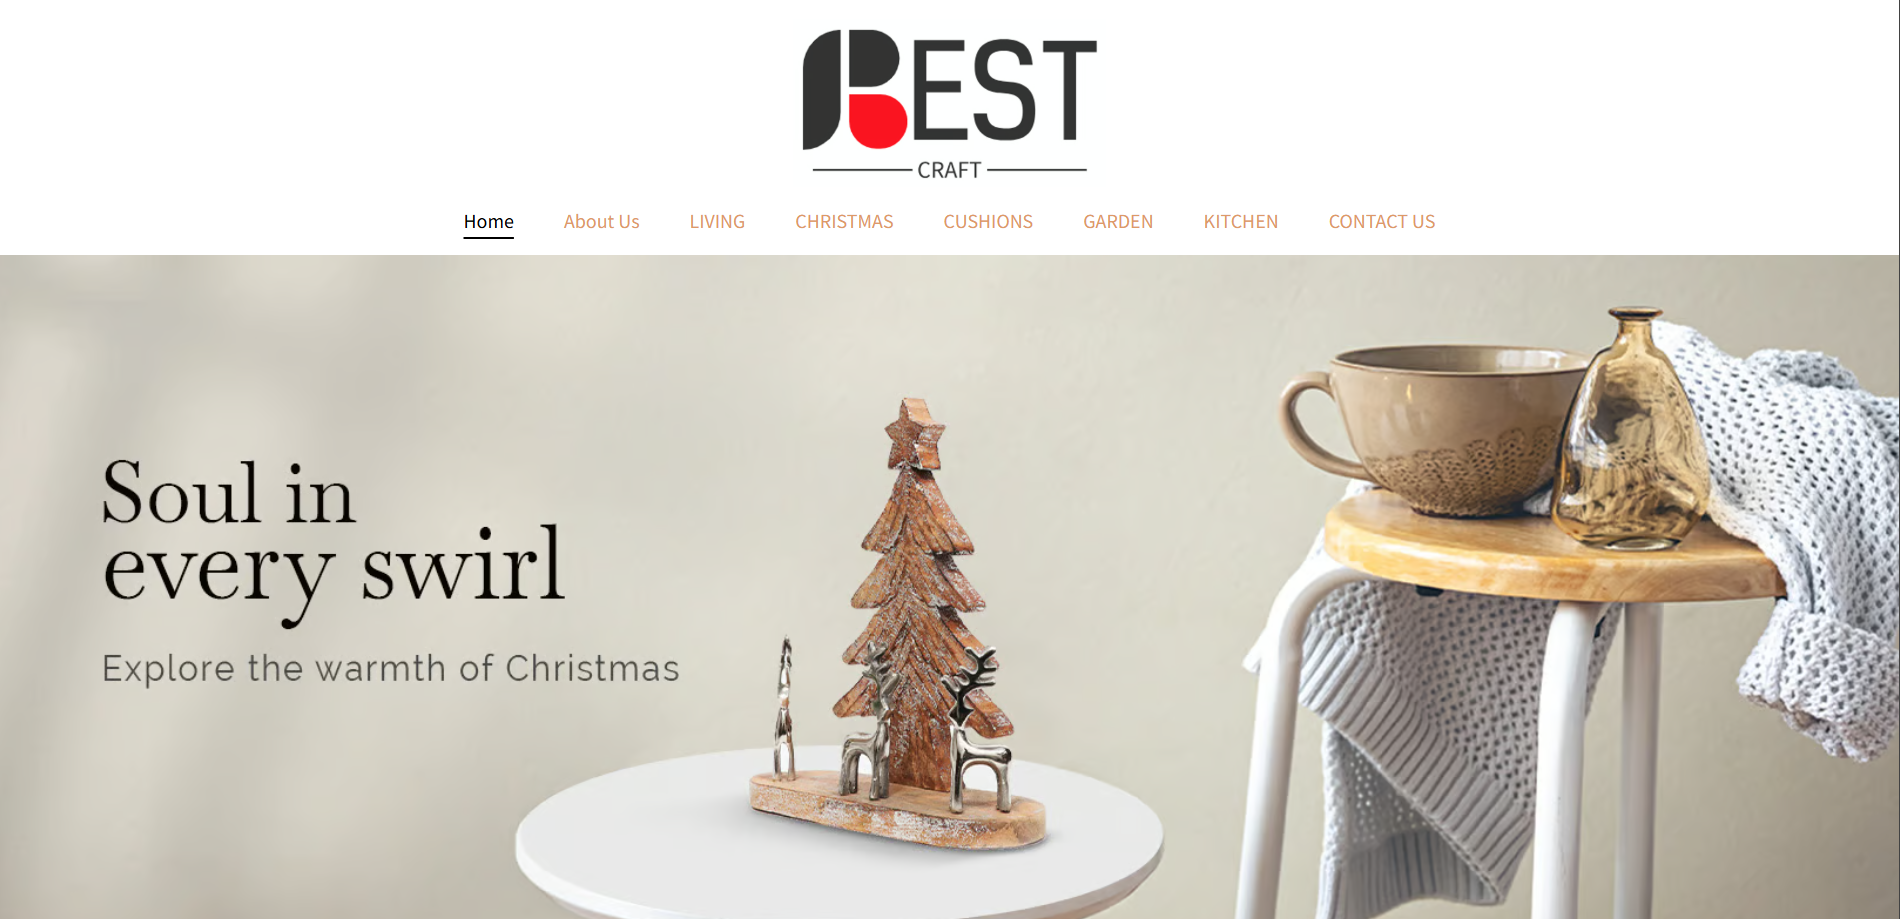 BEST
CRAFT
Home About Us LIVING CHRISTMAS CUSHIONS GARDEN KITCHEN CONTACT US
Soul in
every swirl
Explore the warmth of Christmas